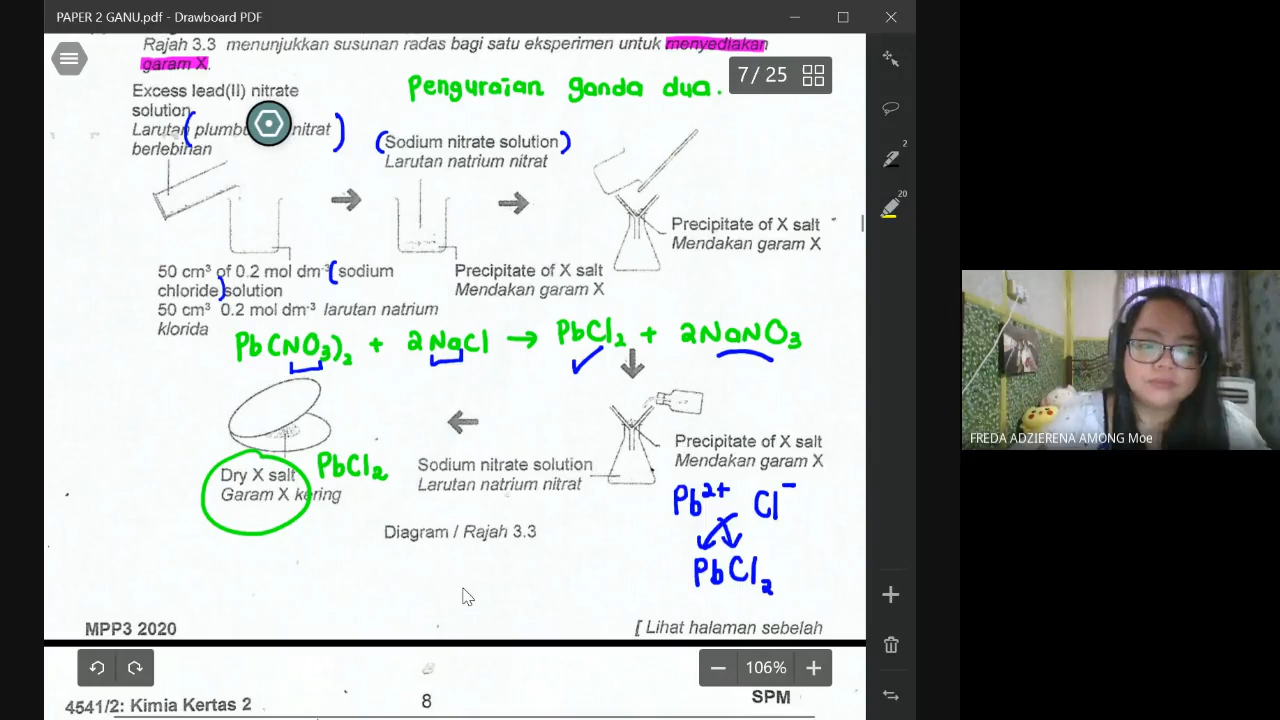 PAPER 2 GANU.pdf - Drawboard PDF
Rajah 3.3 menunjukkan susunan radas bagi satu eksperimen untuk menyediakan
garam X.
7/25
Penguraian ganda dua.
Excess lead(II) nitrate
solution
Larutan nitrat
berlebihan
(Sodium nitrate solution)
Larutan natrium nitrat
Precipitate of X salt
Mendakan garam X
50 cm³ of 0.2 mol dm⁻³ (sodium
chloride) solution
50 cm³ 0.2 mol dm⁻³ larutan natrium
klorida
Precipitate of X salt
Mendakan garam X
Pb(NO₃)₂ + 2NaCl → PbCl₂ + 2NaNO₃
Dry X salt
Garam X kering
PbCl₂
Sodium nitrate solution
Larutan natrium nitrat
Precipitate of X salt
Mendakan garam X
Pb²⁺ Cl⁻
PbCl₂
Diagram / Rajah 3.3
MPP3 2020
[ Lihat halaman sebelah
106%
4541/2: Kimia Kertas 2
8
SPM
2
20
FREDA ADZIERENA AMONG Moe